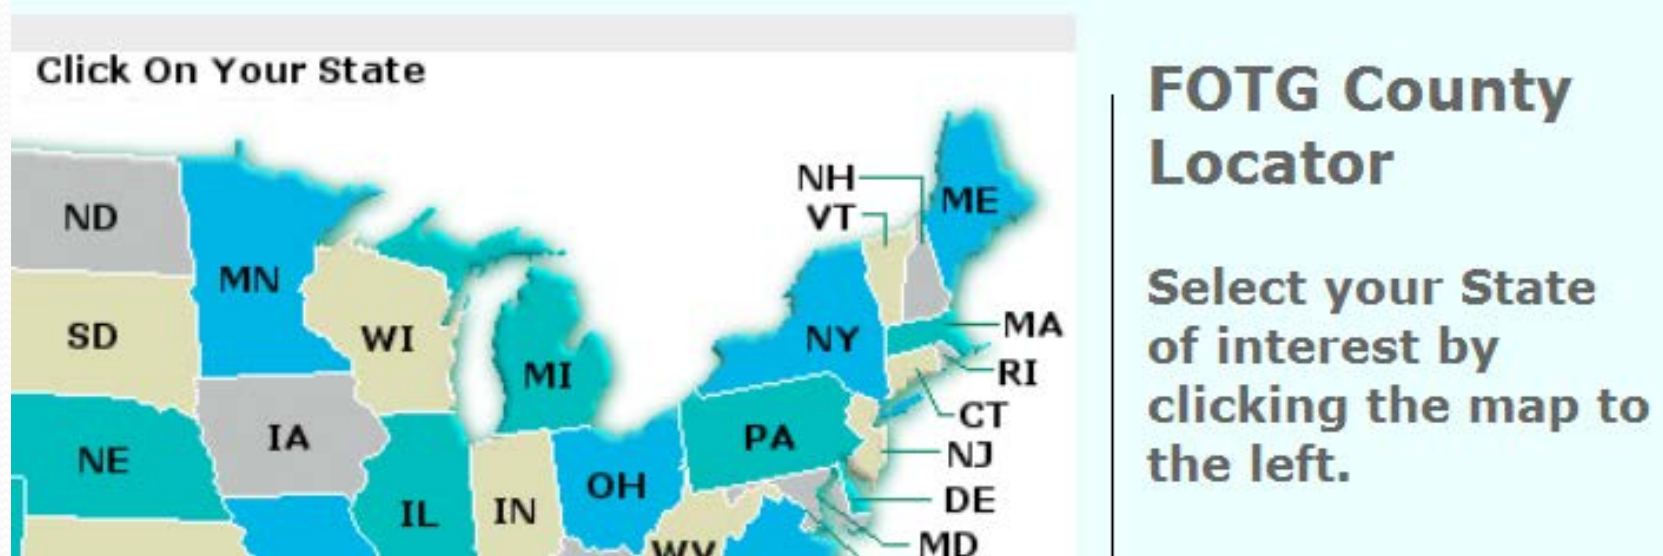 Click On Your State
FOTG County
Locator
Select your State
of interest by
clicking the map to
the left.
NH
VT
ME
ND
MN
SD
WI
MI
NY
MA
RI
CT
NE
IA
PA
NJ
IL
IN
OH
DE
WV
MD